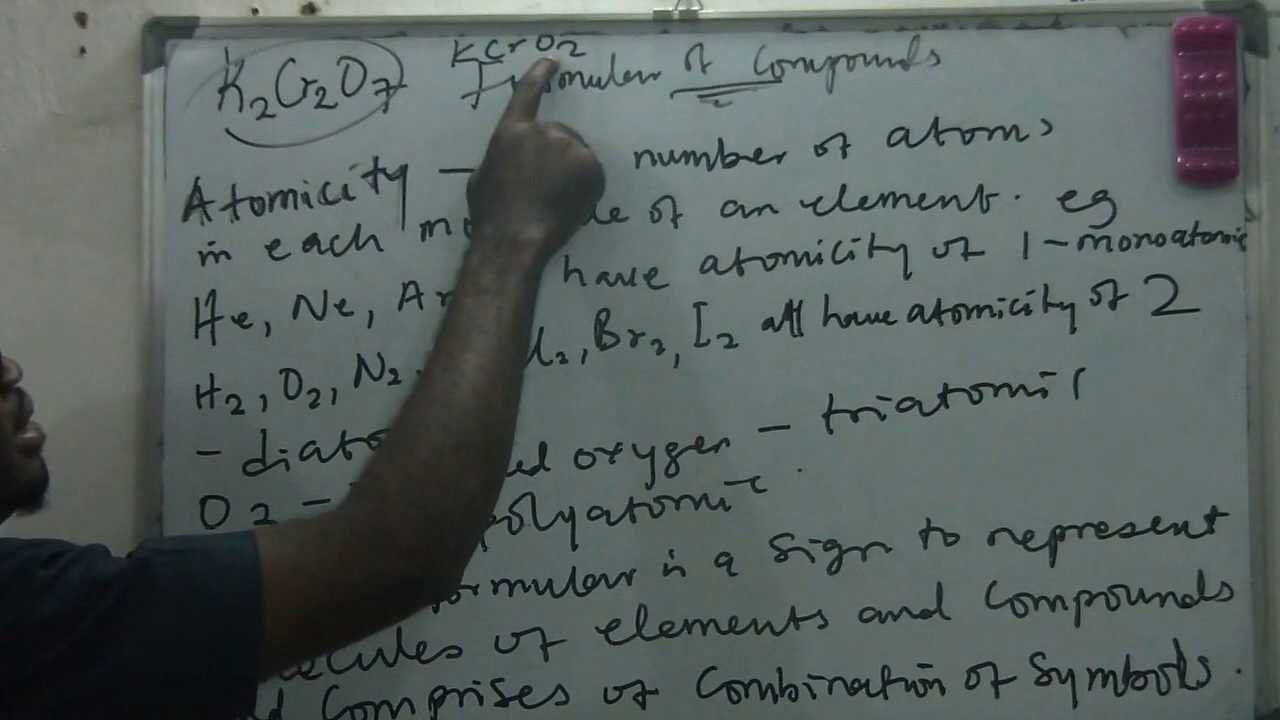 K₂Cr₂O₇ KCrO₂
Formular of Compounds
Atomicity - number of atoms
in each of an element. eg
He, Ne, Ar have atomicity of 1 - monoatomic
H₂, O₂, N₂, Br₂, I₂ all have atomicity of 2
- oxygen - triatomic
O₃ - polyatomic
formular is a sign to represent
of elements and compounds
comprises of combination of symbols.